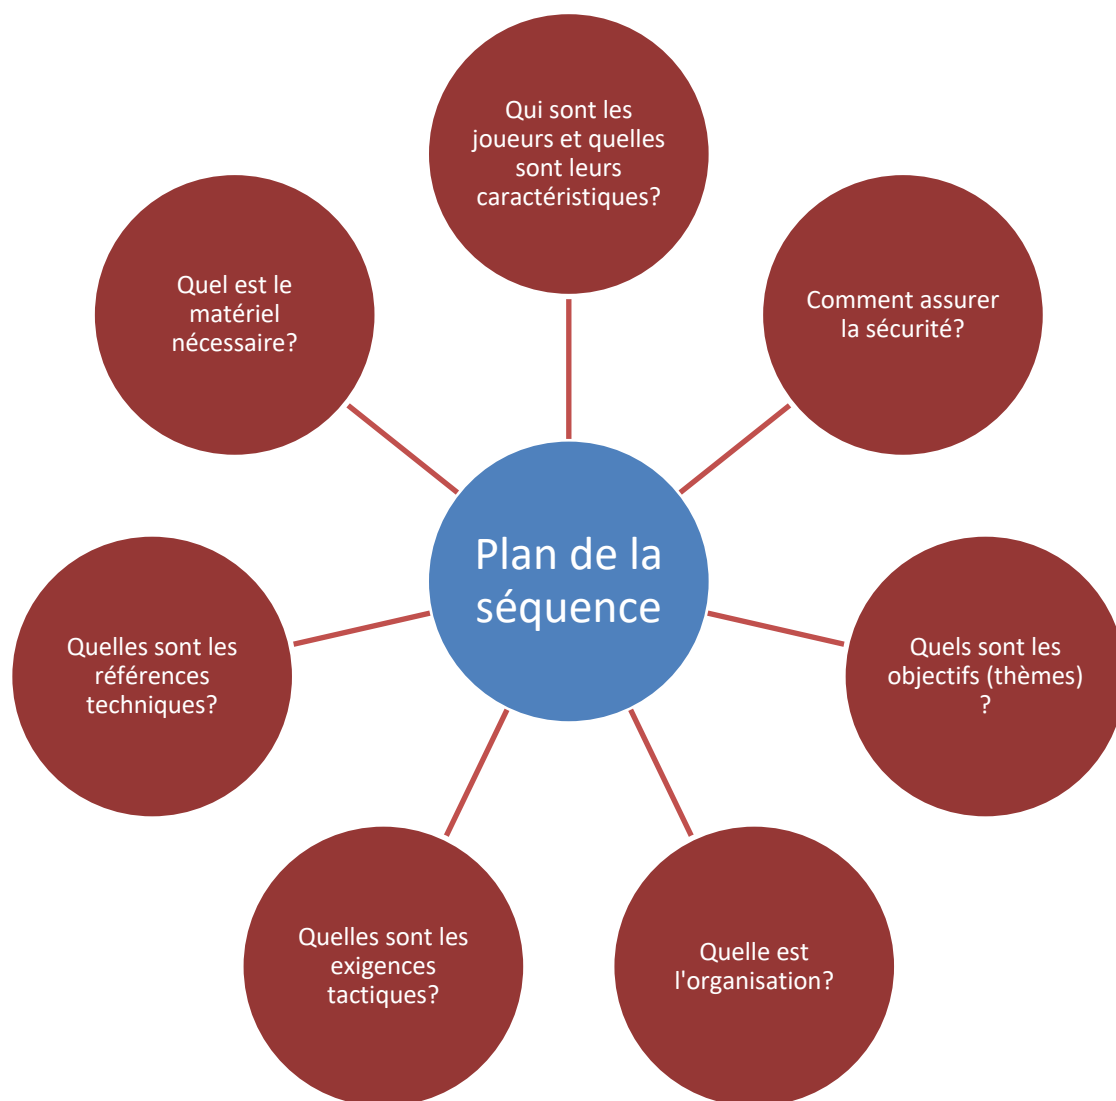 Qui sont les
joueurs et quelles
sont leurs
caractéristiques?
Comment assurer
la sécurité?
Quels sont les
objectifs (thèmes)
?
Quelle est
l'organisation?
Quelles sont les
exigences
tactiques?
Quelles sont les
références
techniques?
Quel est le
matériel
nécessaire?
Plan de la
séquence